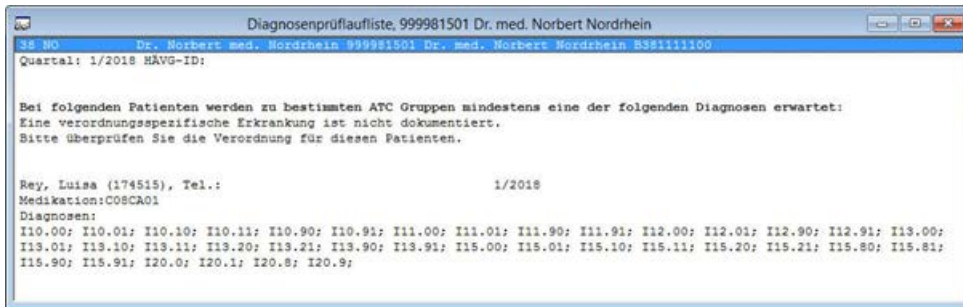 Diagnosenprüflaufliste, 999981501 Dr. med. Norbert Nordrhein
38 NO Dr. Norbert med. Nordrhein 999981501 Dr. med. Norbert Nordrhein B381111100
Quartal: 1/2018 HÄVG-ID:
Bei folgenden Patienten werden zu bestimmten ATC Gruppen mindestens eine der folgenden Diagnosen erwartet:
Eine verordnungsspezifische Erkrankung ist nicht dokumentiert.
Bitte überprüfen Sie die Verordnung für diesen Patienten.
Rey, Luisa (174515), Tel.: 1/2018
Medikation:C08CA01
Diagnosen:
I10.00; I10.01; I10.10; I10.11; I10.90; I10.91; I11.00; I11.01; I11.90; I11.91; I12.00; I12.01; I12.90; I12.91; I13.00;
I13.01; I13.10; I13.11; I13.20; I13.21; I13.90; I13.91; I15.00; I15.01; I15.10; I15.11; I15.20; I15.21; I15.80; I15.81;
I15.90; I15.91; I20.0; I20.1; I20.8; I20.9;